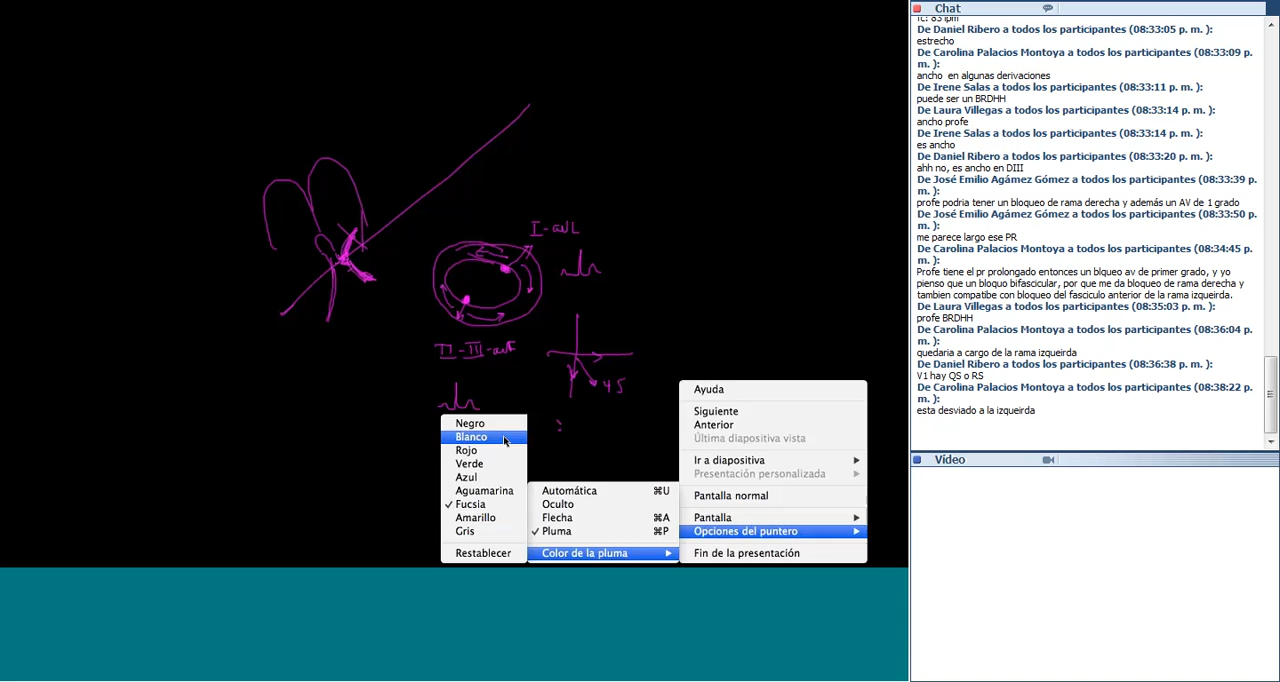 I-avL
II-III-avF
45
Negro
Blanco
Rojo
Verde
Azul
Aguamarina
✓ Fucsia
Amarillo
Gris
Restablecer
Automática ⌘U
Oculto
Flecha ⌘A
✓ Pluma ⌘P
Color de la pluma
Ayuda
Siguiente
Anterior
Última diapositiva vista
Ir a diapositiva
Presentación personalizada
Pantalla normal
Pantalla
Opciones del puntero
Fin de la presentación
Chat
fc: 83 lpm
De Daniel Ribero a todos los participantes (08:33:05 p. m. ):
estrecho
De Carolina Palacios Montoya a todos los participantes (08:33:09 p.
m. ):
ancho en algunas derivaciones
De Irene Salas a todos los participantes (08:33:11 p. m. ):
puede ser un BRDHH
De Laura Villegas a todos los participantes (08:33:14 p. m. ):
ancho profe
De Irene Salas a todos los participantes (08:33:14 p. m. ):
es ancho
De Daniel Ribero a todos los participantes (08:33:20 p. m. ):
ahh no, es ancho en DIII
De José Emilio Agámez Gómez a todos los participantes (08:33:39 p.
m. ):
profe podria tener un bloqueo de rama derecha y además un AV de 1 grado
De José Emilio Agámez Gómez a todos los participantes (08:33:50 p.
m. ):
me parece largo ese PR
De Carolina Palacios Montoya a todos los participantes (08:34:45 p.
m. ):
Profe tiene el pr prolongado entonces un blqueo av de primer grado, y yo
pienso que un bloquo bifascicular, por que me da bloqueo de rama derecha y
tambien compatibe con bloqueo del fasciculo anterior de la rama izqueirda.
De Laura Villegas a todos los participantes (08:35:03 p. m. ):
profe BRDHH
De Carolina Palacios Montoya a todos los participantes (08:36:04 p.
m. ):
quedaria a cargo de la rama izqueirda
De Daniel Ribero a todos los participantes (08:36:38 p. m. ):
V1 hay QS o RS
De Carolina Palacios Montoya a todos los participantes (08:38:22 p.
m. ):
esta desviado a la izqueirda
Vídeo